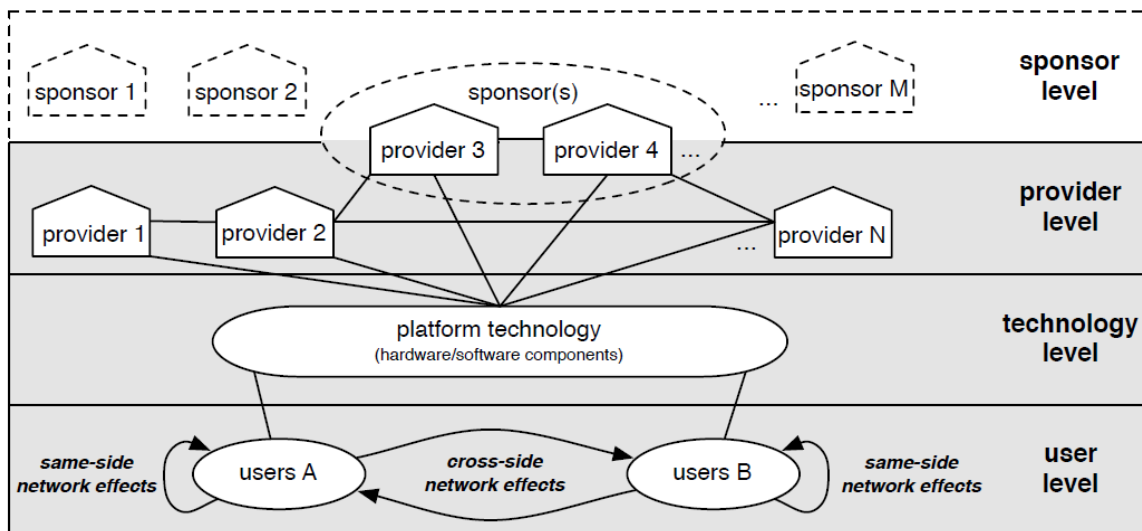 sponsor 1
sponsor 2
sponsor(s)
...
sponsor M
sponsor
level
provider 3
provider 4
...
provider 1
provider 2
...
provider N
provider
level
platform technology
(hardware/software components)
technology
level
same-side
network effects
users A
cross-side
network effects
users B
same-side
network effects
user
level